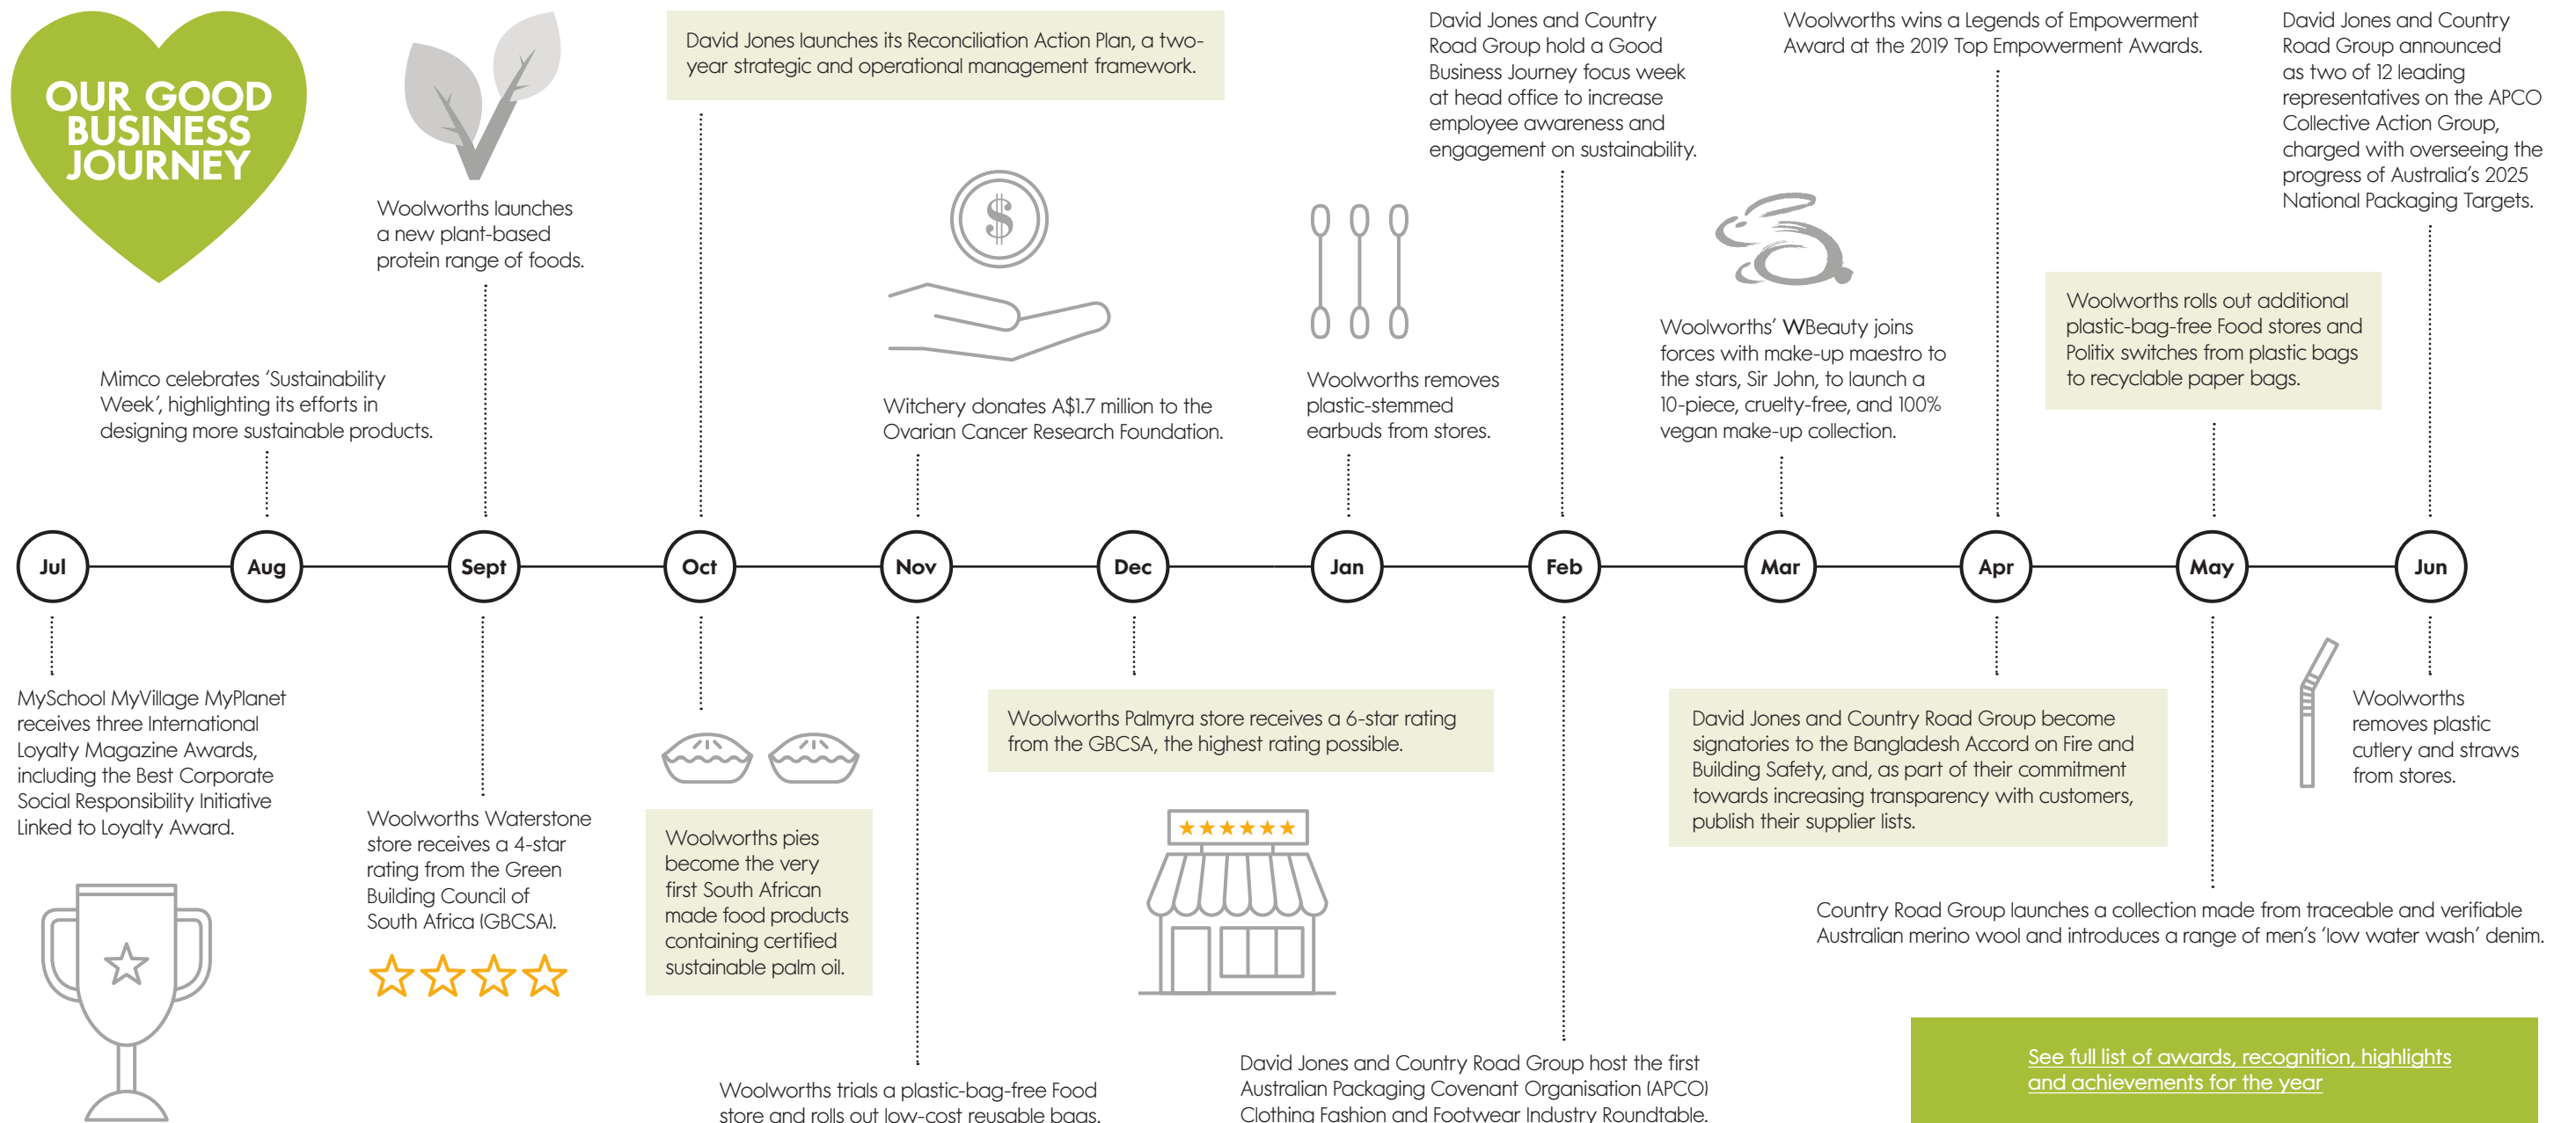 OUR GOOD
BUSINESS
JOURNEY
Mimco celebrates ‘Sustainability
Week’, highlighting its efforts in
designing more sustainable products.
Woolworths launches
a new plant-based
protein range of foods.
David Jones launches its Reconciliation Action Plan, a two-
year strategic and operational management framework.
$
Witchery donates A$1.7 million to the
Ovarian Cancer Research Foundation.
Woolworths removes
plastic-stemmed
earbuds from stores.
David Jones and Country
Road Group hold a Good
Business Journey focus week
at head office to increase
employee awareness and
engagement on sustainability.
Woolworths’ WBeauty joins
forces with make-up maestro to
the stars, Sir John, to launch a
10-piece, cruelty-free, and 100%
vegan make-up collection.
Woolworths wins a Legends of Empowerment
Award at the 2019 Top Empowerment Awards.
Woolworths rolls out additional
plastic-bag-free Food stores and
Politix switches from plastic bags
to recyclable paper bags.
David Jones and Country
Road Group announced
as two of 12 leading
representatives on the APCO
Collective Action Group,
charged with overseeing the
progress of Australia’s 2025
National Packaging Targets.
Jul
Aug
Sept
Oct
Nov
Dec
Jan
Feb
Mar
Apr
May
Jun
MySchool MyVillage MyPlanet
receives three International
Loyalty Magazine Awards,
including the Best Corporate
Social Responsibility Initiative
Linked to Loyalty Award.
Woolworths Waterstone
store receives a 4-star
rating from the Green
Building Council of
South Africa (GBCSA).
Woolworths pies
become the very
first South African
made food products
containing certified
sustainable palm oil.
Woolworths trials a plastic-bag-free Food
store and rolls out low-cost reusable bags.
Woolworths Palmyra store receives a 6-star rating
from the GBCSA, the highest rating possible.
David Jones and Country Road Group host the first
Australian Packaging Covenant Organisation (APCO)
Clothing Fashion and Footwear Industry Roundtable.
David Jones and Country Road Group become
signatories to the Bangladesh Accord on Fire and
Building Safety, and, as part of their commitment
towards increasing transparency with customers,
publish their supplier lists.
Country Road Group launches a collection made from traceable and verifiable
Australian merino wool and introduces a range of men’s ‘low water wash’ denim.
Woolworths
removes plastic
cutlery and straws
from stores.
See full list of awards, recognition, highlights
and achievements for the year